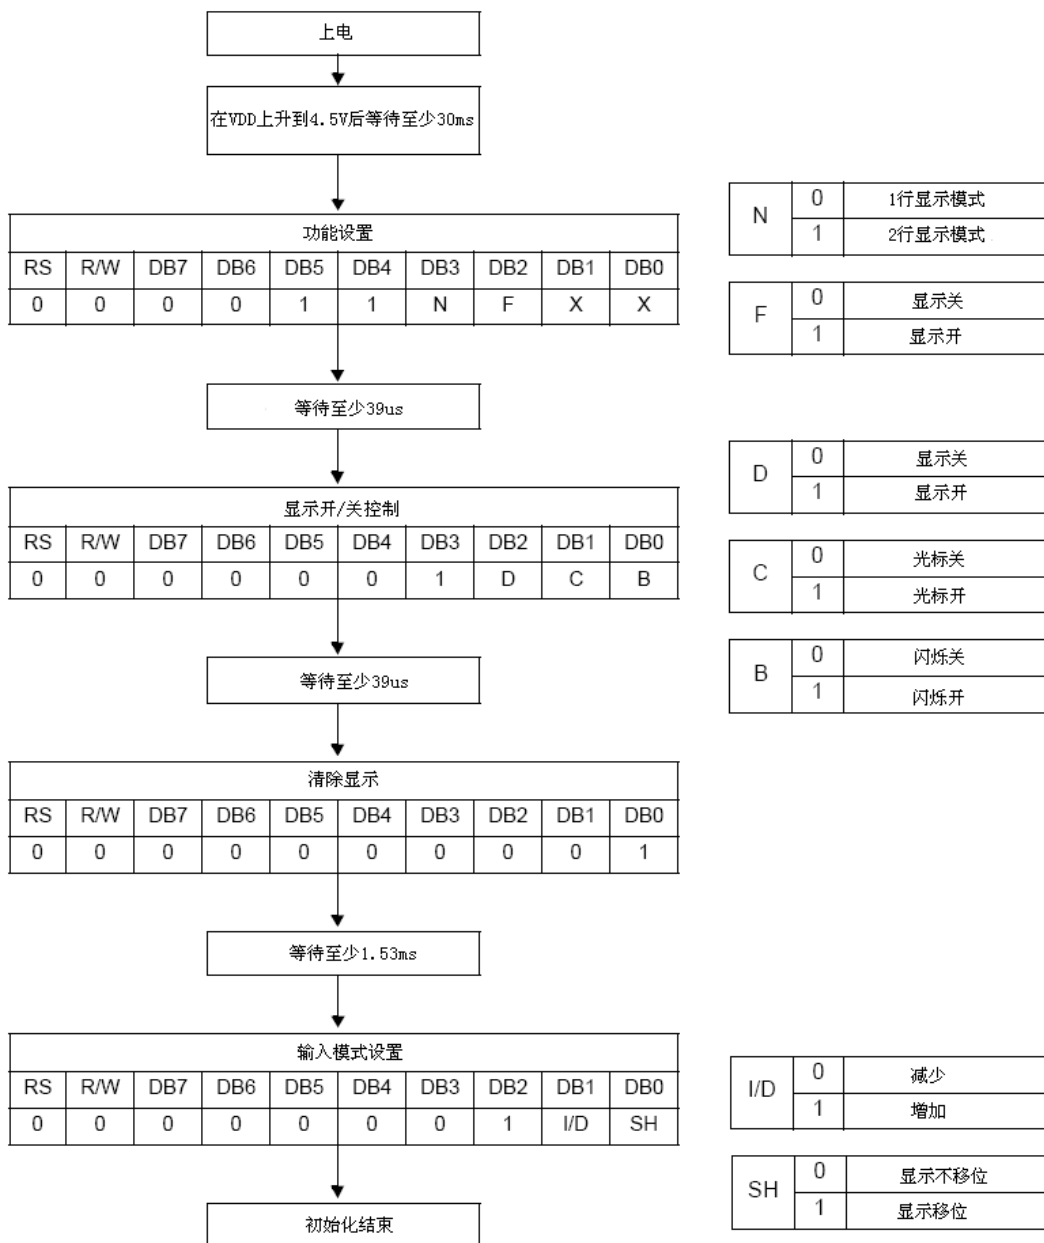 上电
在VDD上升到4.5V后等待至少30ms
功能设置
RS R/W DB7 DB6 DB5 DB4 DB3 DB2 DB1 DB0
0 0 0 0 1 1 N F X X
N 0 1行显示模式
1 2行显示模式
F 0 显示关
1 显示开
等待至少39us
显示开/关控制
RS R/W DB7 DB6 DB5 DB4 DB3 DB2 DB1 DB0
0 0 0 0 0 0 1 D C B
D 0 显示关
1 显示开
C 0 光标关
1 光标开
B 0 闪烁关
1 闪烁开
等待至少39us
清除显示
RS R/W DB7 DB6 DB5 DB4 DB3 DB2 DB1 DB0
0 0 0 0 0 0 0 0 0 1
等待至少1.53ms
输入模式设置
RS R/W DB7 DB6 DB5 DB4 DB3 DB2 DB1 DB0
0 0 0 0 0 0 0 1 I/D SH
I/D 0 减少
1 增加
SH 0 显示不移位
1 显示移位
初始化结束